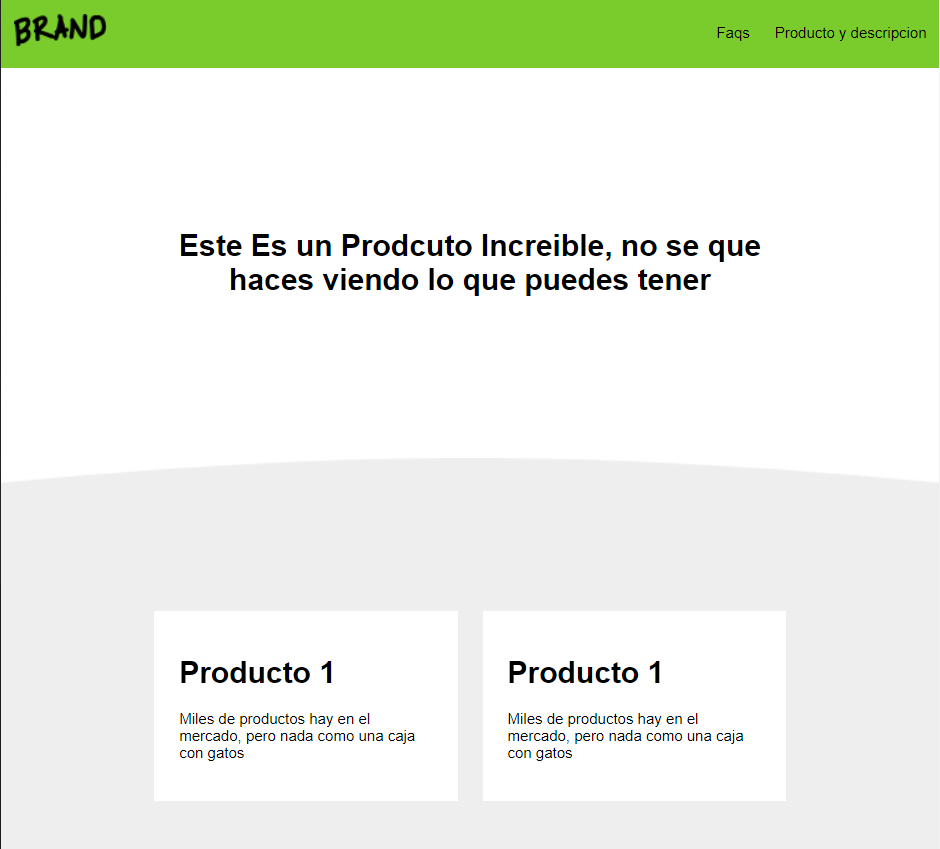 BRAND
Faqs Producto y descripcion
Este Es un Prodcuto Increible, no se que
haces viendo lo que puedes tener
Producto 1
Miles de productos hay en el
mercado, pero nada como una caja
con gatos
Producto 1
Miles de productos hay en el
mercado, pero nada como una caja
con gatos